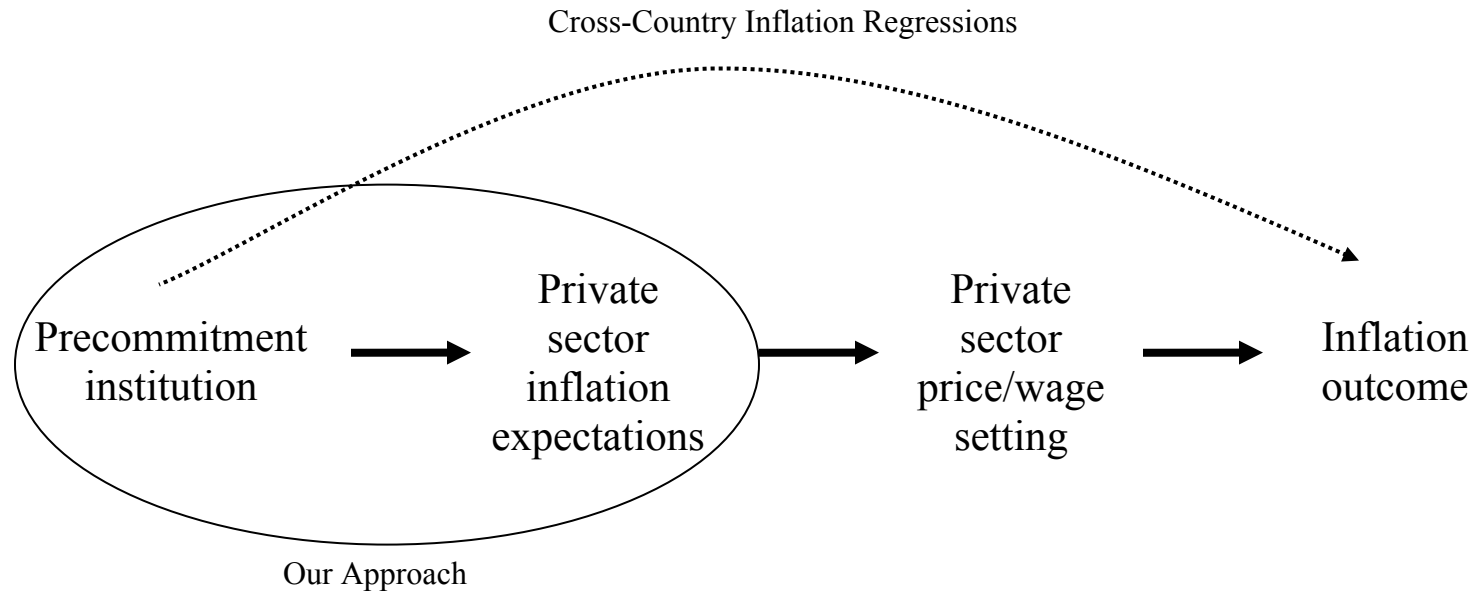 Cross-Country Inflation Regressions
Precommitment
institution
Private
sector
inflation
expectations
Private
sector
price/wage
setting
Inflation
outcome
Our Approach